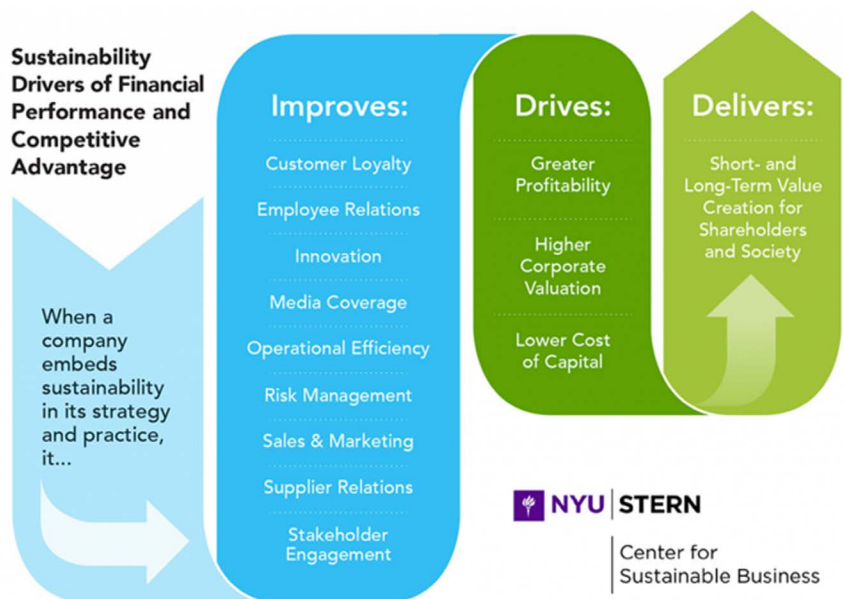 Sustainability
Drivers of Financial
Performance and
Competitive
Advantage
When a
company
embeds
sustainability
in its strategy
and practice,
it...
Improves:
Customer Loyalty
Employee Relations
Innovation
Media Coverage
Operational Efficiency
Risk Management
Sales & Marketing
Supplier Relations
Stakeholder
Engagement
Drives:
Greater
Profitability
Higher
Corporate
Valuation
Lower Cost
of Capital
Delivers:
Short- and
Long-Term Value
Creation for
Shareholders
and Society
NYU STERN
Center for
Sustainable Business